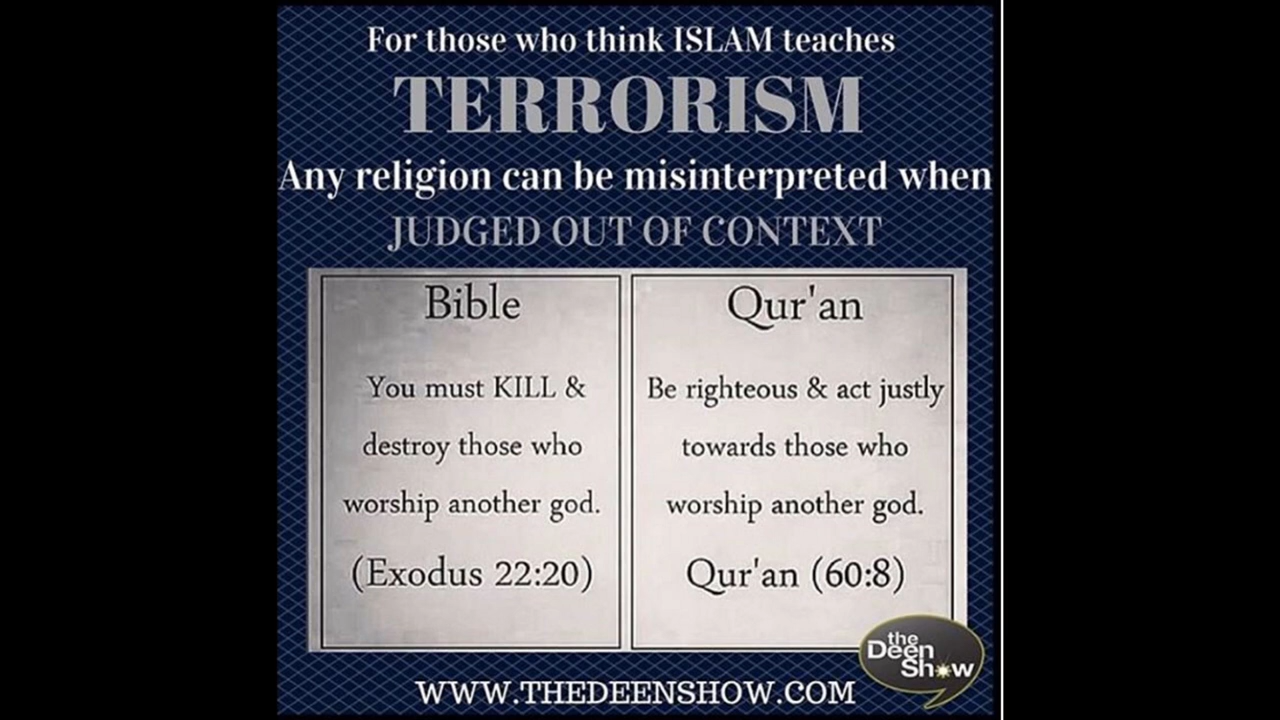 For those who think ISLAM teaches
TERRORISM
Any religion can be misinterpreted when
JUDGED OUT OF CONTEXT
Bible
You must KILL &
destroy those who
worship another god.
(Exodus 22:20)
Qur'an
Be righteous & act justly
towards those who
worship another god.
Qur'an (60:8)
the
Deen
Show
WWW.THEDEENSHOW.COM